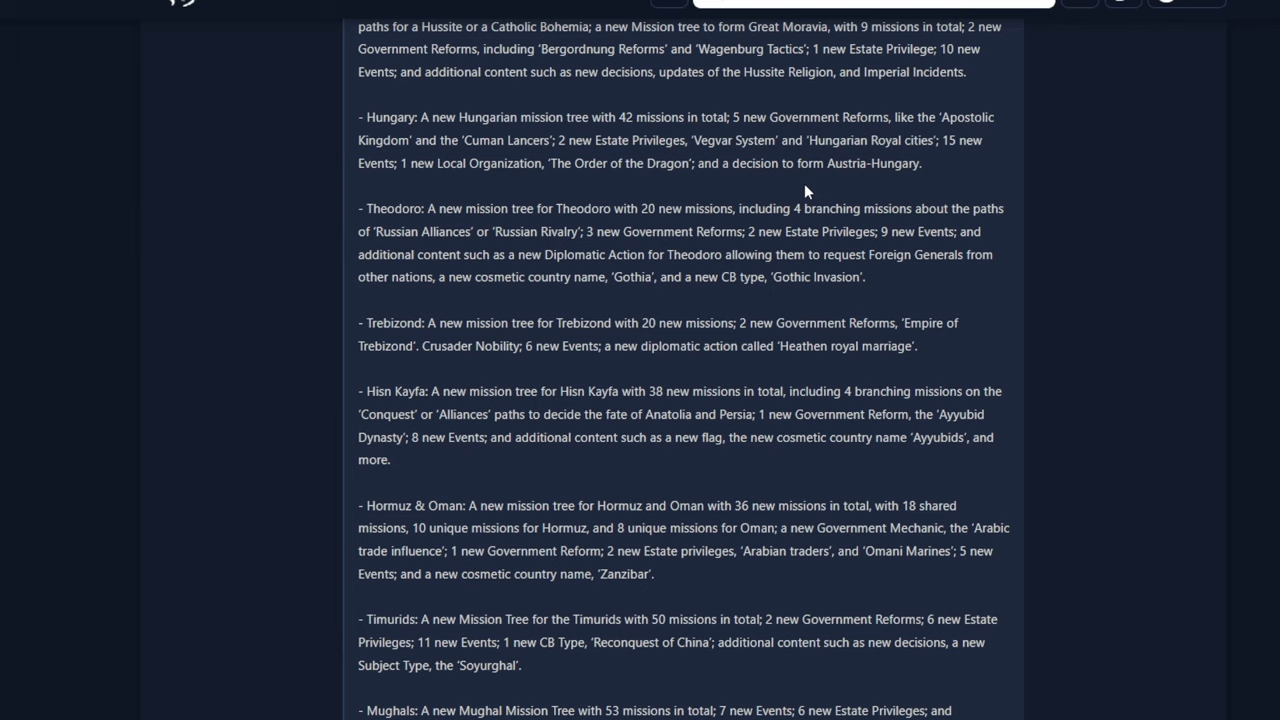 paths for a Hussite or a Catholic Bohemia; a new Mission tree to form Great Moravia, with 9 missions in total; 2 new
Government Reforms, including ‘Bergordnung Reforms’ and ‘Wagenburg Tactics’; 1 new Estate Privilege; 10 new
Events; and additional content such as new decisions, updates of the Hussite Religion, and Imperial Incidents.
- Hungary: A new Hungarian mission tree with 42 missions in total; 5 new Government Reforms, like the ‘Apostolic
Kingdom’ and the ‘Cuman Lancers’; 2 new Estate Privileges, ‘Vegvar System’ and ‘Hungarian Royal cities’; 15 new
Events; 1 new Local Organization, ‘The Order of the Dragon’; and a decision to form Austria-Hungary.
- Theodoro: A new mission tree for Theodoro with 20 new missions, including 4 branching missions about the paths
of ‘Russian Alliances’ or ‘Russian Rivalry’; 3 new Government Reforms; 2 new Estate Privileges; 9 new Events; and
additional content such as a new Diplomatic Action for Theodoro allowing them to request Foreign Generals from
other nations, a new cosmetic country name, ‘Gothia’, and a new CB type, ‘Gothic Invasion’.
- Trebizond: A new mission tree for Trebizond with 20 new missions; 2 new Government Reforms, ‘Empire of
Trebizond’. Crusader Nobility; 6 new Events; a new diplomatic action called ‘Heathen royal marriage’.
- Hisn Kayfa: A new mission tree for Hisn Kayfa with 38 new missions in total, including 4 branching missions on the
‘Conquest’ or ‘Alliances’ paths to decide the fate of Anatolia and Persia; 1 new Government Reform, the ‘Ayyubid
Dynasty’; 8 new Events; and additional content such as a new flag, the new cosmetic country name ‘Ayyubids’, and
more.
- Hormuz & Oman: A new mission tree for Hormuz and Oman with 36 new missions in total, with 18 shared
missions, 10 unique missions for Hormuz, and 8 unique missions for Oman; a new Government Mechanic, the ‘Arabic
trade influence’; 1 new Government Reform; 2 new Estate privileges, ‘Arabian traders’, and ‘Omani Marines’; 5 new
Events; and a new cosmetic country name, ‘Zanzibar’.
- Timurids: A new Mission Tree for the Timurids with 50 missions in total; 2 new Government Reforms; 6 new Estate
Privileges; 11 new Events; 1 new CB Type, ‘Reconquest of China’; additional content such as new decisions, a new
Subject Type, the ‘Soyurghal’.
- Mughals: A new Mughal Mission Tree with 53 missions in total; 7 new Events; 6 new Estate Privileges; and